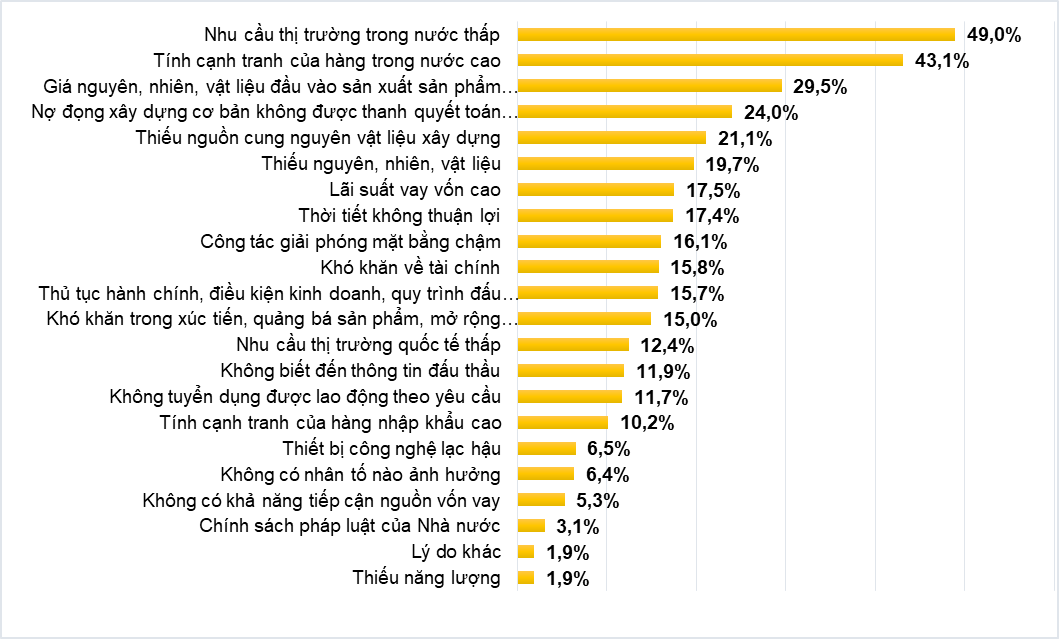 Nhu cầu thị trường trong nước thấp 49,0%
Tính cạnh tranh của hàng trong nước cao 43,1%
Giá nguyên, nhiên, vật liệu đầu vào sản xuất sản phẩm… 29,5%
Nợ đọng xây dựng cơ bản không được thanh quyết toán… 24,0%
Thiếu nguồn cung nguyên vật liệu xây dựng 21,1%
Thiếu nguyên, nhiên, vật liệu 19,7%
Lãi suất vay vốn cao 17,5%
Thời tiết không thuận lợi 17,4%
Công tác giải phóng mặt bằng chậm 16,1%
Khó khăn về tài chính 15,8%
Thủ tục hành chính, điều kiện kinh doanh, quy trình đấu… 15,7%
Khó khăn trong xúc tiến, quảng bá sản phẩm, mở rộng… 15,0%
Nhu cầu thị trường quốc tế thấp 12,4%
Không biết đến thông tin đấu thầu 11,9%
Không tuyển dụng được lao động theo yêu cầu 11,7%
Tính cạnh tranh của hàng nhập khẩu cao 10,2%
Thiết bị công nghệ lạc hậu 6,5%
Không có nhân tố nào ảnh hưởng 6,4%
Không có khả năng tiếp cận nguồn vốn vay 5,3%
Chính sách pháp luật của Nhà nước 3,1%
Lý do khác 1,9%
Thiếu năng lượng 1,9%